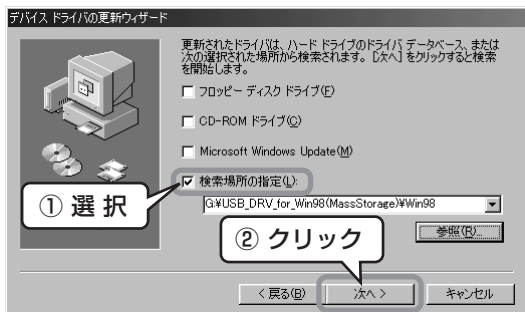 デバイス ドライバの更新ウィザード
更新されたドライバは、ハード ドライブのドライバ データベース、または
次の選択された場所から検索されます。[次へ] をクリックすると検索
を開始します。
フロッピー ディスク ドライブ(F)
CD-ROM ドライブ(C)
Microsoft Windows Update(M)
検索場所の指定(L):
① 選 択
G¥USB_DRV_for_Win98(MassStorage)¥Win98
② クリック
参照(R)...
< 戻る(B)
次へ >
キャンセル